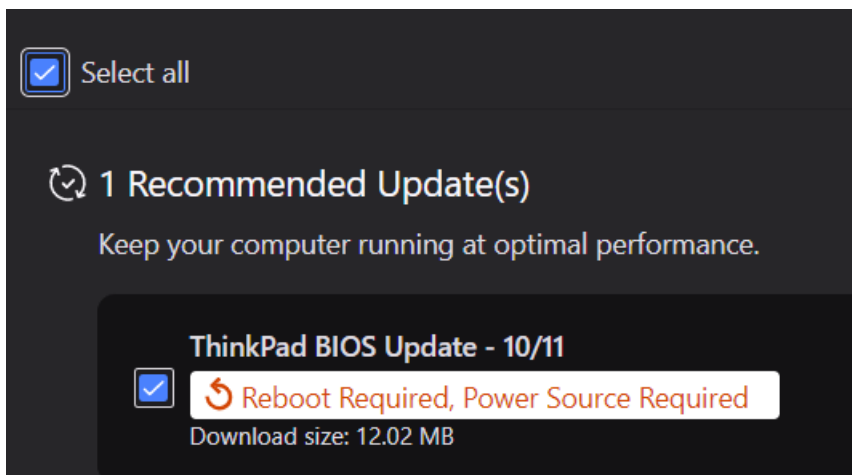 Select all
1 Recommended Update(s)
Keep your computer running at optimal performance.
ThinkPad BIOS Update - 10/11
Reboot Required, Power Source Required
Download size: 12.02 MB